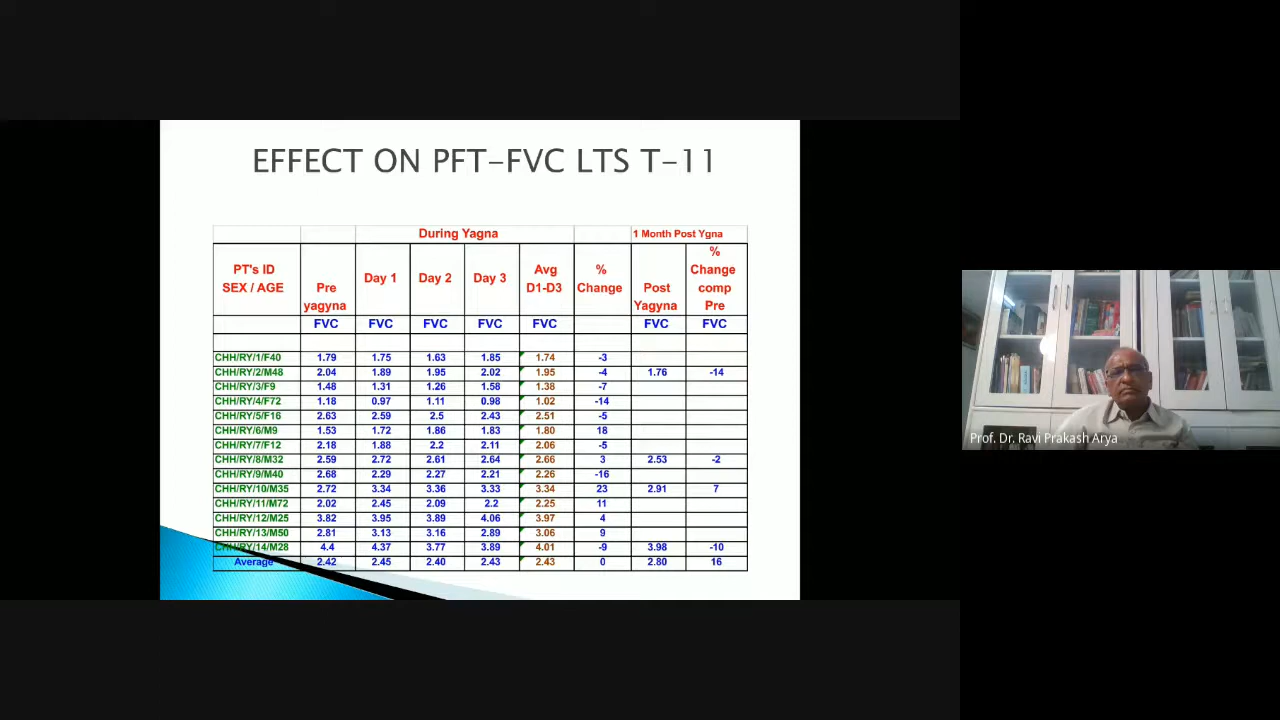 EFFECT ON PFT-FVC LTS T-11
During Yagna 1 Month Post Ygna
PT's ID SEX / AGE Pre yagyna Day 1 Day 2 Day 3 Avg D1-D3 % Change Post Yagyna % Change comp Pre
FVC FVC FVC FVC FVC FVC FVC
CHH/RY/1/F40 1.79 1.75 1.63 1.85 1.74 -3
CHH/RY/2/M48 2.04 1.89 1.95 2.02 1.95 -4 1.76 -14
CHH/RY/3/F9 1.48 1.31 1.26 1.58 1.38 -7
CHH/RY/4/F72 1.18 0.97 1.11 0.98 1.02 -14
CHH/RY/5/F16 2.63 2.59 2.5 2.43 2.51 -5
CHH/RY/6/M9 1.53 1.72 1.86 1.83 1.80 18
CHH/RY/7/F12 2.18 1.88 2.2 2.11 2.06 -5
CHH/RY/8/M32 2.59 2.72 2.61 2.64 2.66 3 2.53 -2
CHH/RY/9/M40 2.68 2.29 2.27 2.21 2.26 -16
CHH/RY/10/M35 2.72 3.34 3.36 3.33 3.34 23 2.91 7
CHH/RY/11/M72 2.02 2.45 2.09 2.2 2.25 11
CHH/RY/12/M25 3.82 3.95 3.89 4.06 3.97 4
CHH/RY/13/M50 2.81 3.13 3.16 2.89 3.06 9
CHH/RY/14/M28 4.4 4.37 3.77 3.89 4.01 -9 3.98 -10
Average 2.42 2.45 2.40 2.43 2.43 0 2.80 16
Prof. Dr. Ravi Prakash Arya